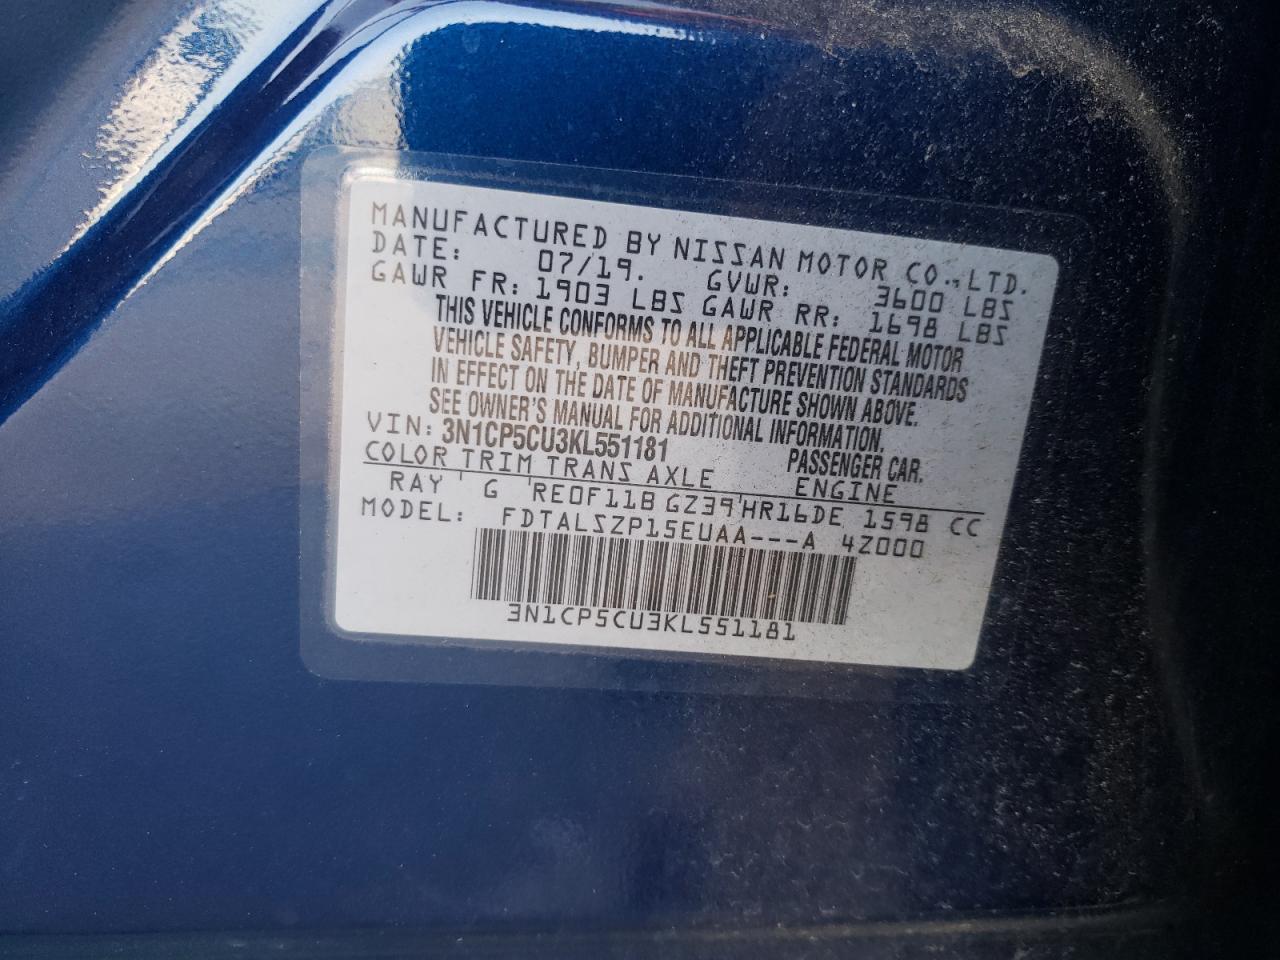 MANUFACTURED BY NISSAN MOTOR CO.,LTD.
DATE: 07/19. GVWR: 3600 LBS
GAWR FR: 1903 LBS GAWR RR: 1698 LBS
THIS VEHICLE CONFORMS TO ALL APPLICABLE FEDERAL MOTOR
VEHICLE SAFETY, BUMPER AND THEFT PREVENTION STANDARDS
IN EFFECT ON THE DATE OF MANUFACTURE SHOWN ABOVE.
SEE OWNER'S MANUAL FOR ADDITIONAL INFORMATION.
VIN: 3N1CP5CU3KL551181 PASSENGER CAR.
COLOR TRIM TRANS AXLE ENGINE
RAY G RE0F11B GZ39 HR16DE 1598 CC
MODEL: FDTALSZP15EUAA---A 4Z000
3N1CP5CU3KL551181